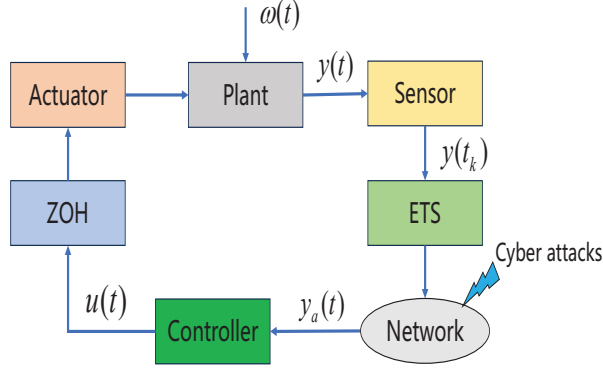 ω(t)
Actuator
Plant
y(t)
Sensor
y(t_k)
ZOH
ETS
Cyber attacks
u(t)
Controller
y_a(t)
Network